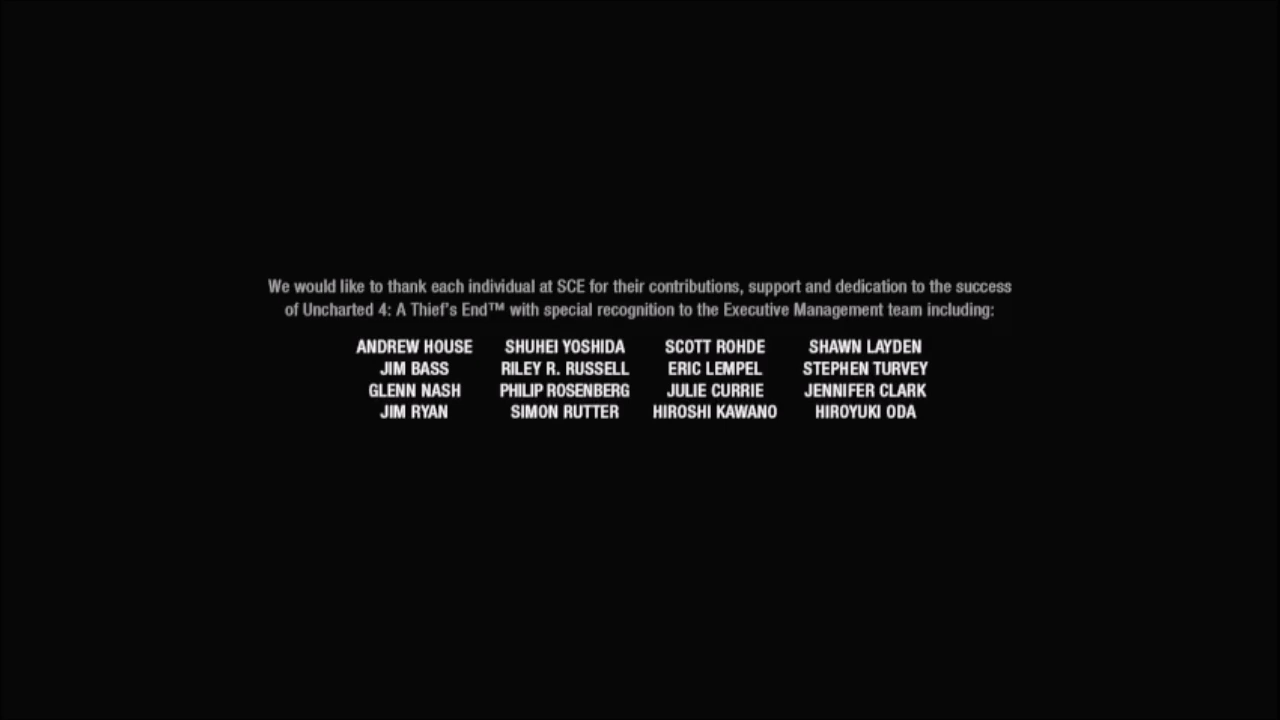 We would like to thank each individual at SCE for their contributions, support and dedication to the success
of Uncharted 4: A Thief's End™ with special recognition to the Executive Management team including:
ANDREW HOUSE SHUHEI YOSHIDA SCOTT ROHDE SHAWN LAYDEN
JIM BASS RILEY R. RUSSELL ERIC LEMPEL STEPHEN TURVEY
GLENN NASH PHILIP ROSENBERG JULIE CURRIE JENNIFER CLARK
JIM RYAN SIMON RUTTER HIROSHI KAWANO HIROYUKI ODA